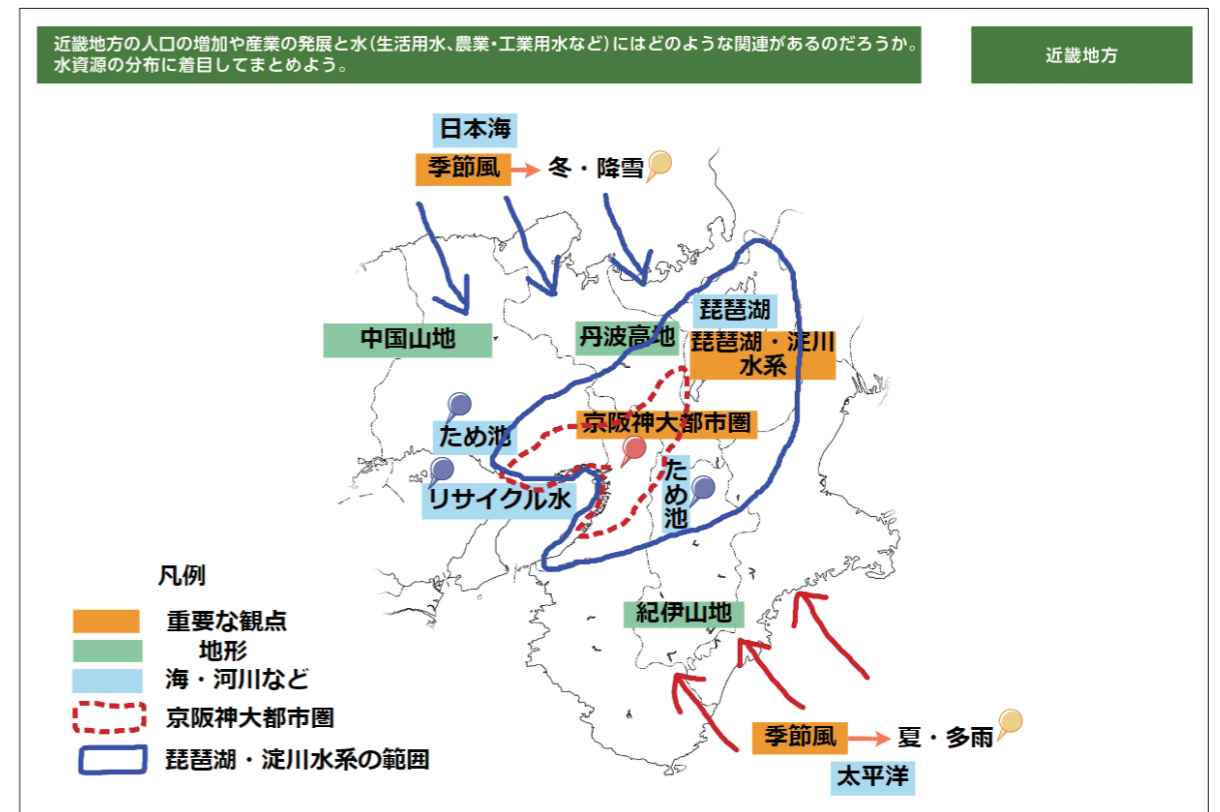 近畿地方の人口の増加や産業の発展と水（生活用水、農業・工業用水など）にはどのような関連があるのだろうか。
水資源の分布に着目してまとめよう。
近畿地方
日本海
季節風
冬・降雪
琵琶湖
中国山地
丹波高地
琵琶湖・淀川
水系
京阪神大都市圏
ため池
ため池
リサイクル水
紀伊山地
季節風
夏・多雨
太平洋
凡例
重要な観点
地形
海・河川など
京阪神大都市圏
琵琶湖・淀川水系の範囲